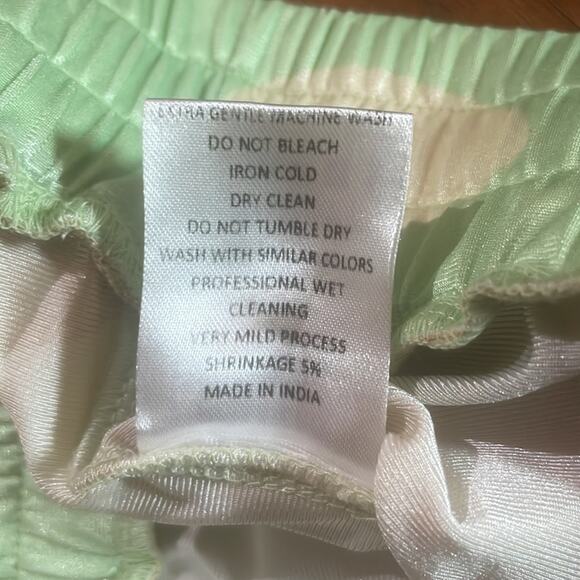 EXTRA GENTLE MACHINE WASH
DO NOT BLEACH
IRON COLD
DRY CLEAN
DO NOT TUMBLE DRY
WASH WITH SIMILAR COLORS
PROFESSIONAL WET
CLEANING
VERY MILD PROCESS
SHRINKAGE 5%
MADE IN INDIA